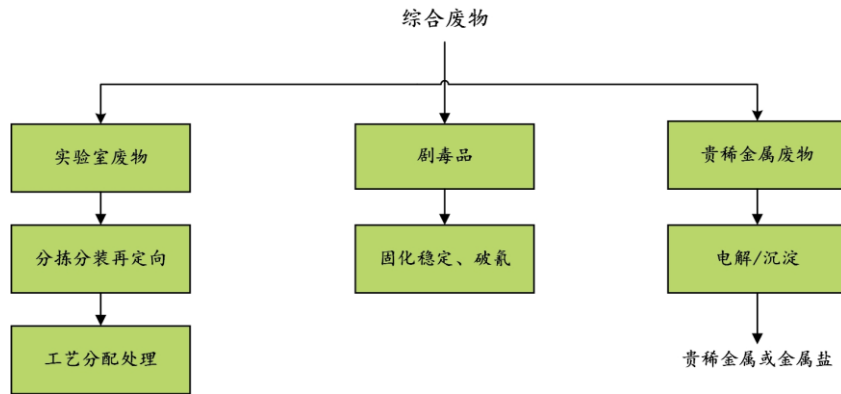 综合废物
实验室废物
剧毒品
贵稀金属废物
分拣分装再定向
固化稳定、破氰
电解/沉淀
工艺分配处理
贵稀金属或金属盐